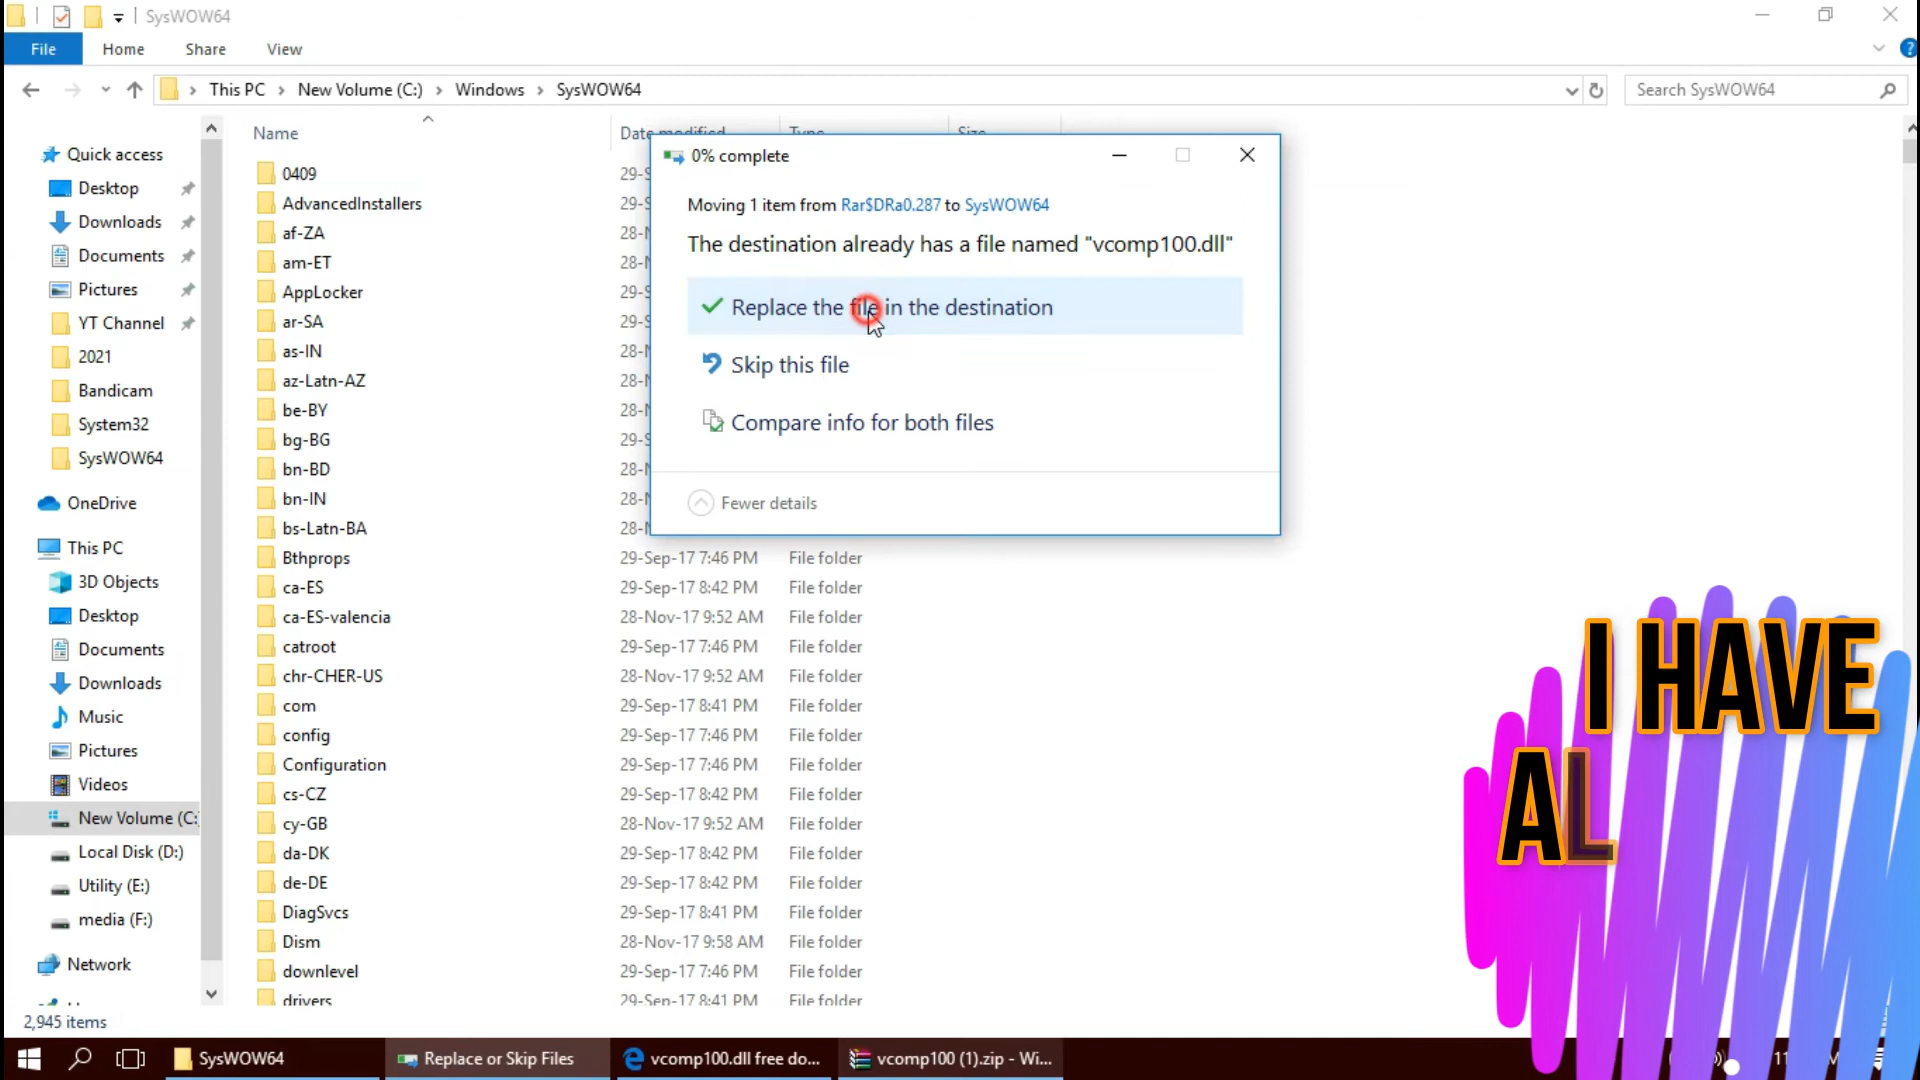 SysWOW64
File Home Share View
This PC New Volume (C:) Windows SysWOW64
Search SysWOW64
Name Date modified Type Size
Quick access
Desktop
Downloads
Documents
Pictures
YT Channel
2021
Bandicam
System32
SysWOW64
OneDrive
This PC
3D Objects
Desktop
Documents
Downloads
Music
Pictures
Videos
New Volume (C:
Local Disk (D:)
Utility (E:)
media (F:)
Network
0409
AdvancedInstallers
af-ZA
am-ET
AppLocker
ar-SA
as-IN
az-Latn-AZ
be-BY
bg-BG
bn-BD
bn-IN
bs-Latn-BA
Bthprops 29-Sep-17 7:46 PM File folder
ca-ES 29-Sep-17 8:42 PM File folder
ca-ES-valencia 28-Nov-17 9:52 AM File folder
catroot 29-Sep-17 7:46 PM File folder
chr-CHER-US 28-Nov-17 9:52 AM File folder
com 29-Sep-17 8:41 PM File folder
config 29-Sep-17 7:46 PM File folder
Configuration 29-Sep-17 7:46 PM File folder
cs-CZ 29-Sep-17 8:42 PM File folder
cy-GB 28-Nov-17 9:52 AM File folder
da-DK 29-Sep-17 8:42 PM File folder
de-DE 29-Sep-17 8:42 PM File folder
DiagSvcs 29-Sep-17 8:41 PM File folder
Dism 28-Nov-17 9:58 AM File folder
downlevel 29-Sep-17 7:46 PM File folder
drivers 29-Sep-17 8:41 PM File folder
0% complete
Moving 1 item from Rar$DRa0.287 to SysWOW64
The destination already has a file named "vcomp100.dll"
Replace the file in the destination
Skip this file
Compare info for both files
Fewer details
I HAVE
AL
2,945 items
SysWOW64 Replace or Skip Files vcomp100.dll free do... vcomp100 (1).zip - Wi...